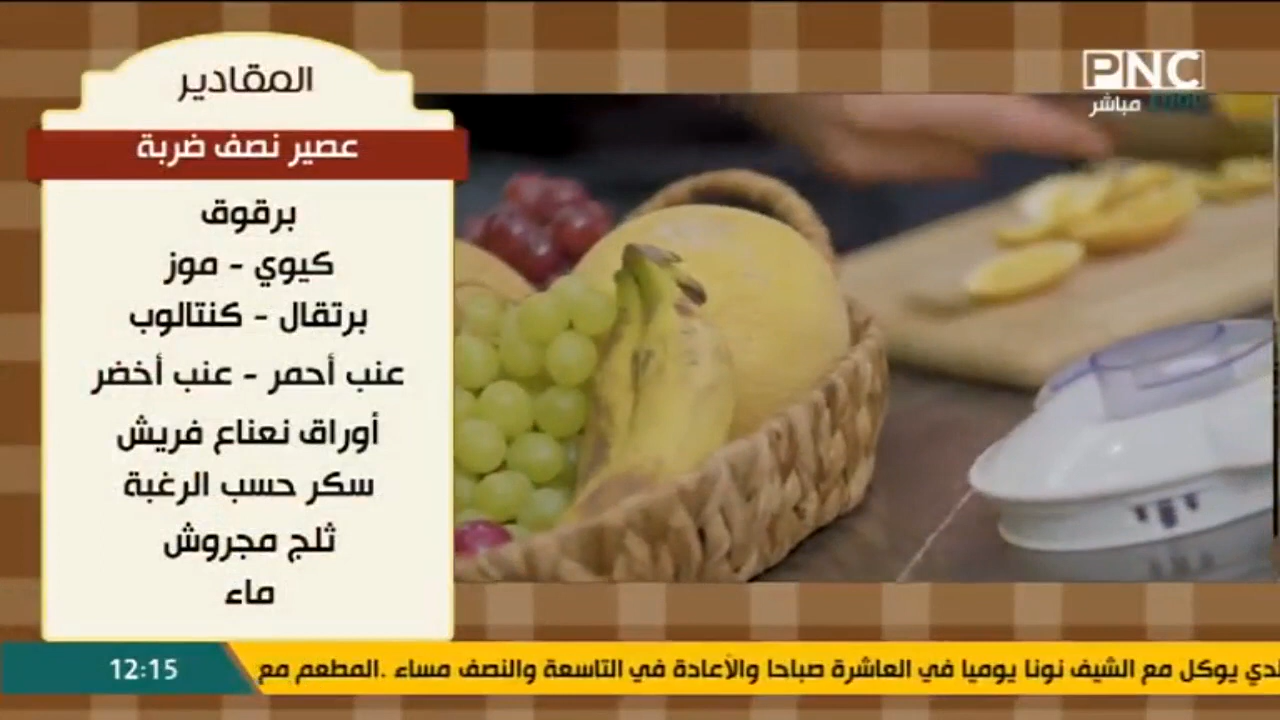 المقادير
عصير نصف ضربة
برقوق
كيوي - موز
برتقال - كنتالوب
عنب أحمر - عنب أخضر
أوراق نعناع فريش
سكر حسب الرغبة
ثلج مجروش
ماء
PNC
مباشر
يوكل مع الشيف نونا يوميا في العاشرة صباحا والأعادة في التاسعة والنصف مساء .المطعم مع
12:15